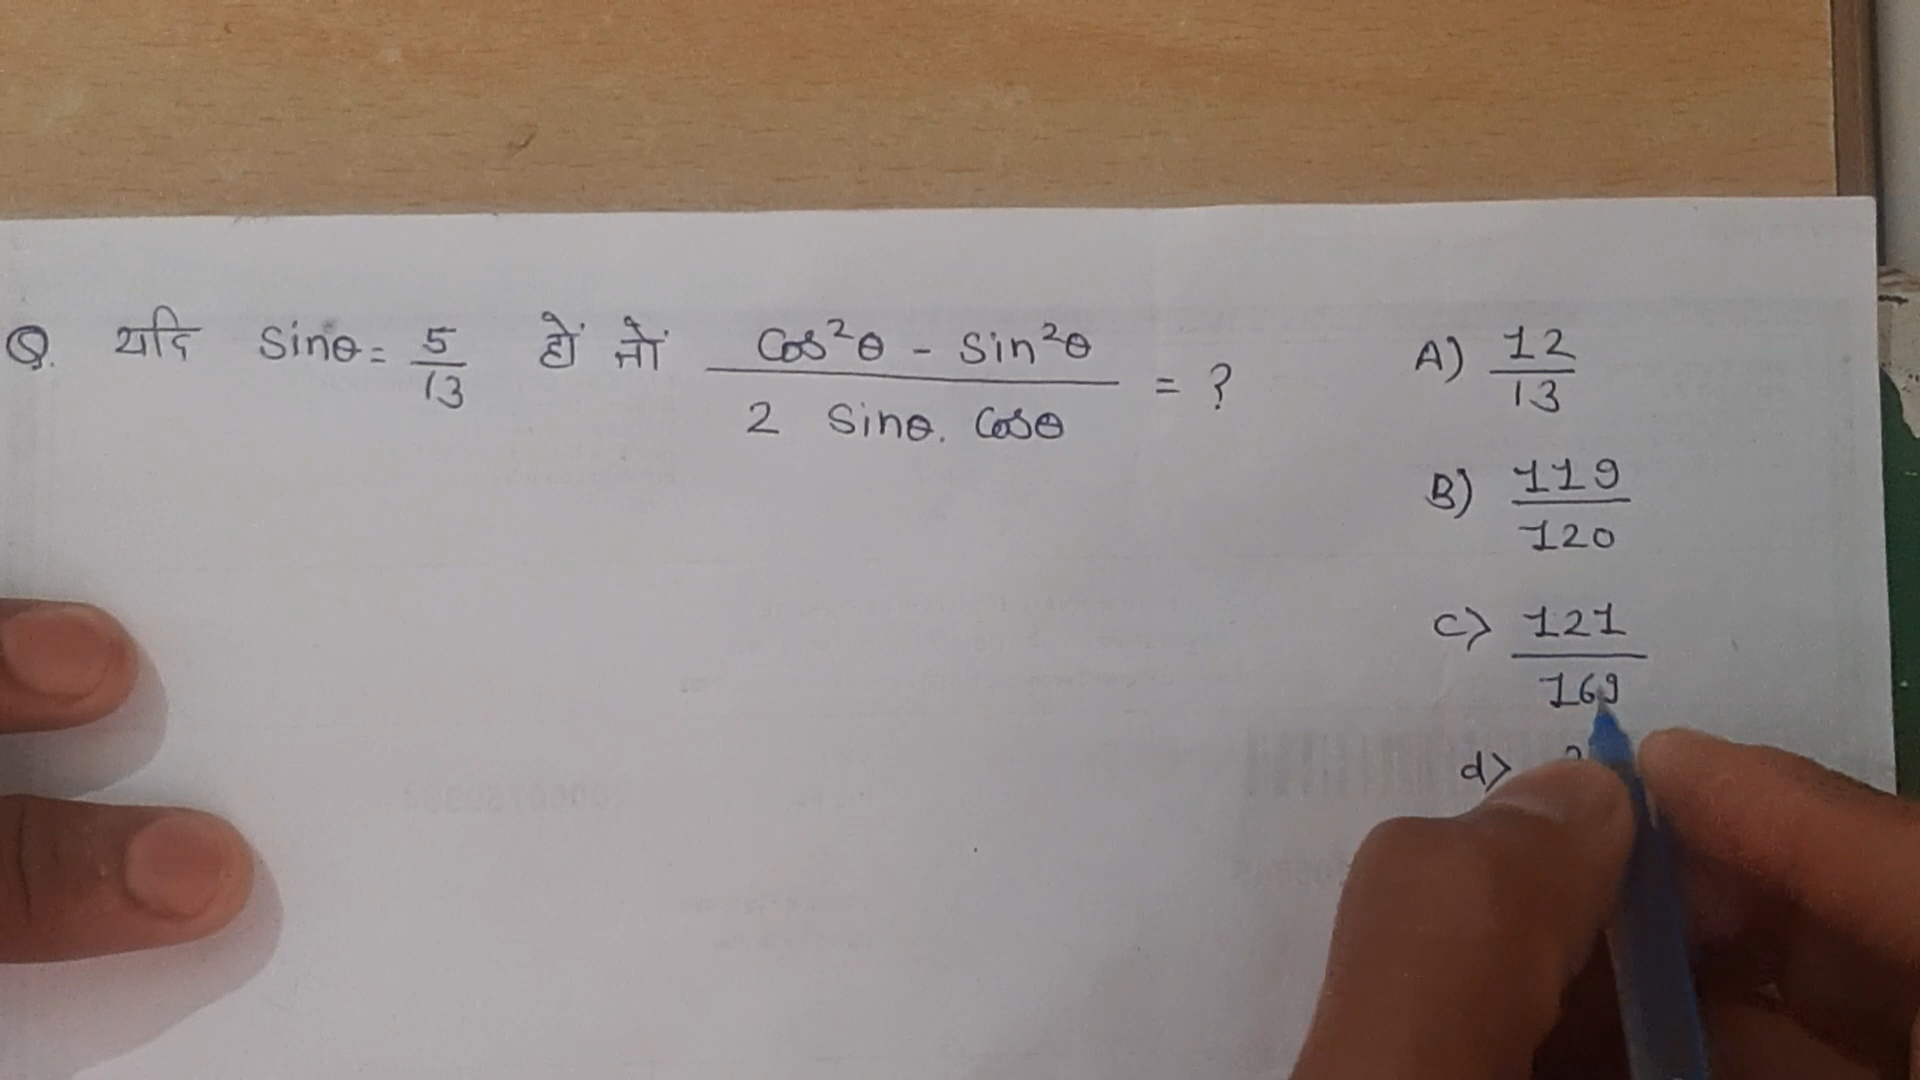 Q. यदि Sinθ = 5/13 हों तों (Cos²θ - Sin²θ)/(2 Sinθ. Cosθ) = ?
A) 12/13
B) 119/120
C) 121/169
d)